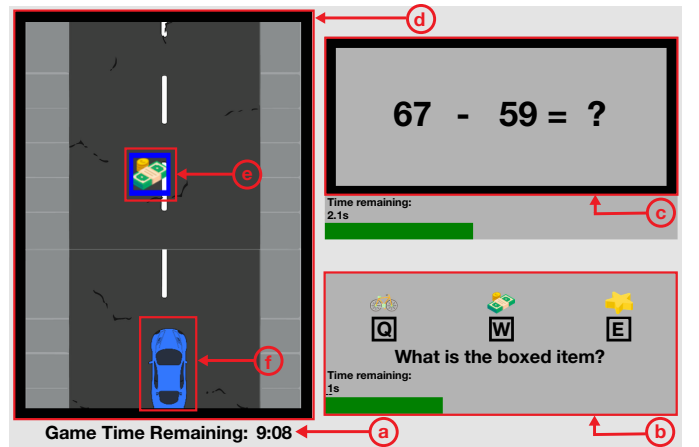 d
e
f
Game Time Remaining: 9:08
a
67 - 59 = ?
c
Time remaining:
2.1s
Q W E
What is the boxed item?
Time remaining:
1s
b